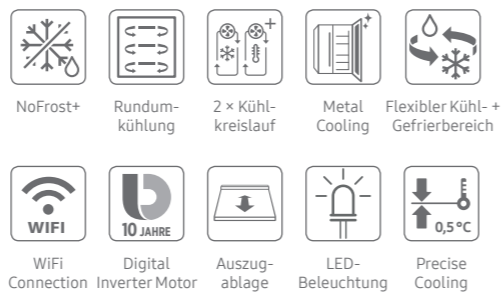 NoFrost+
Rundum-
kühlung
2 × Kühl-
kreislauf
Metal
Cooling
Flexibler Kühl- +
Gefrierbereich
WIFI
WiFi
Connection
10 JAHRE
Digital
Inverter Motor
Auszug-
ablage
LED-
Beleuchtung
0,5 °C
Precise
Cooling